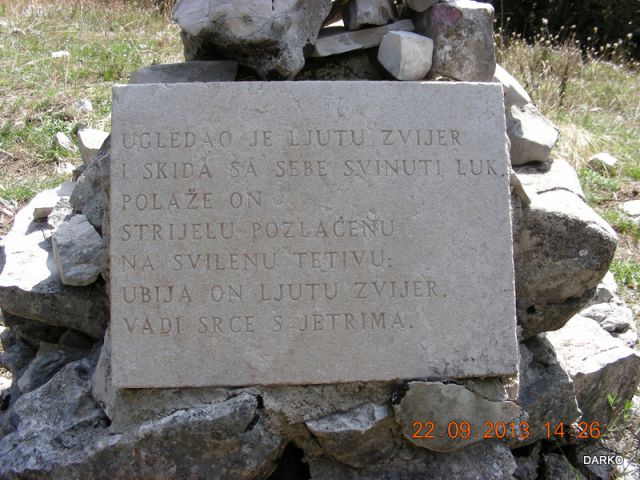 UGLEDAO JE LJUTU ZVIJER
I SKIDA SA SEBE SVINUTI LUK,
POLAŽE ON
STRIJELU POZLAĆENU
NA SVILENU TETIVU:
UBIJA ON LJUTU ZVIJER,
VADI SRCE S JETRIMA.
22.09.2013 14:26
DARKO